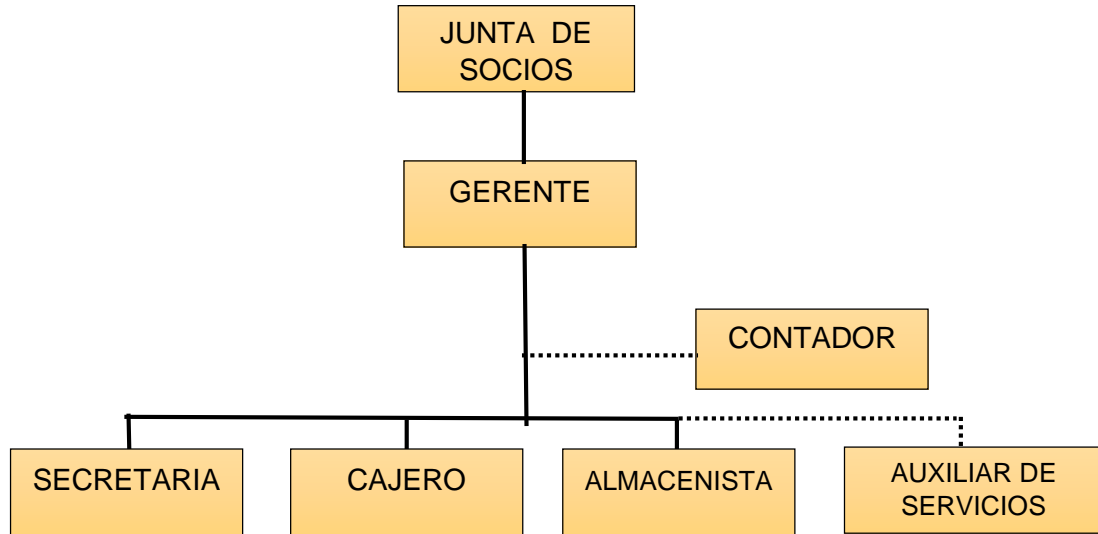 JUNTA DE
SOCIOS
GERENTE
CONTADOR
SECRETARIA
CAJERO
ALMACENISTA
AUXILIAR DE
SERVICIOS